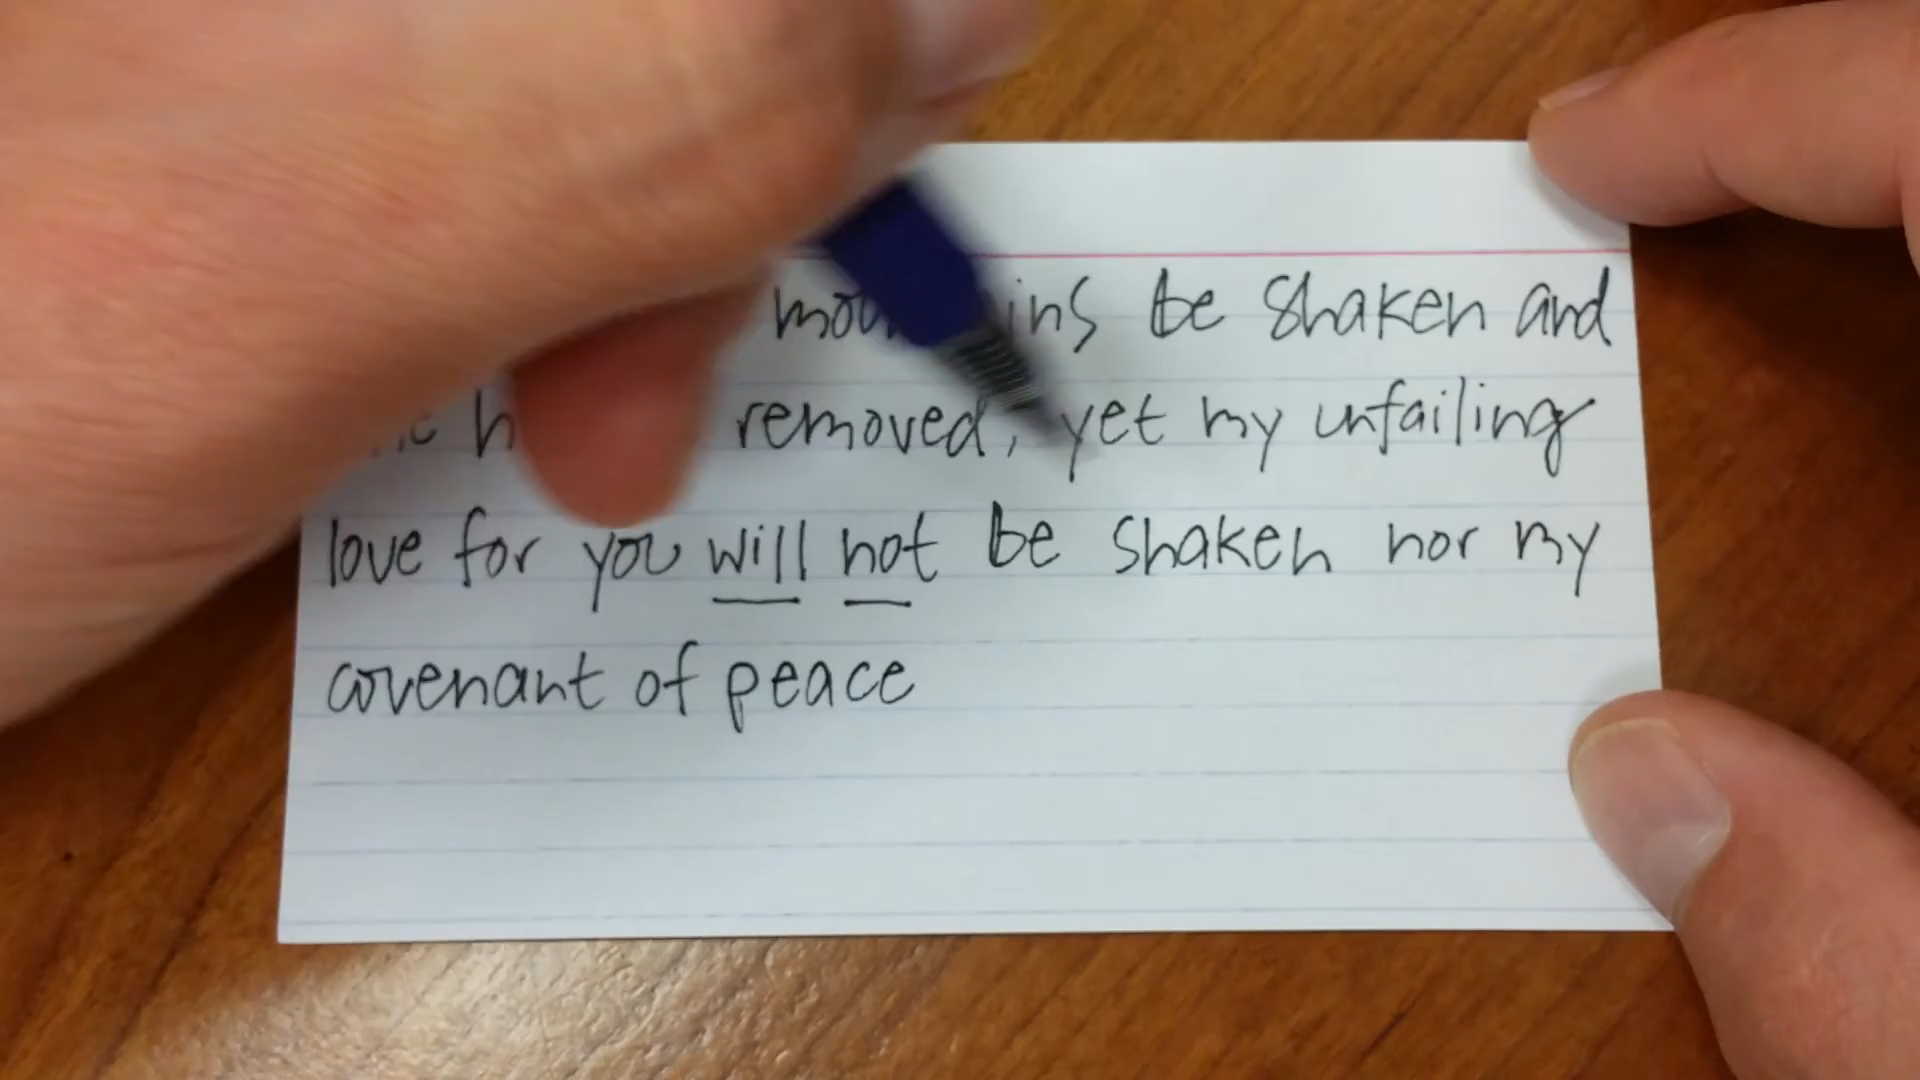 be shaken and
removed, yet my unfailing
love for you will not be shaken nor my
covenant of peace